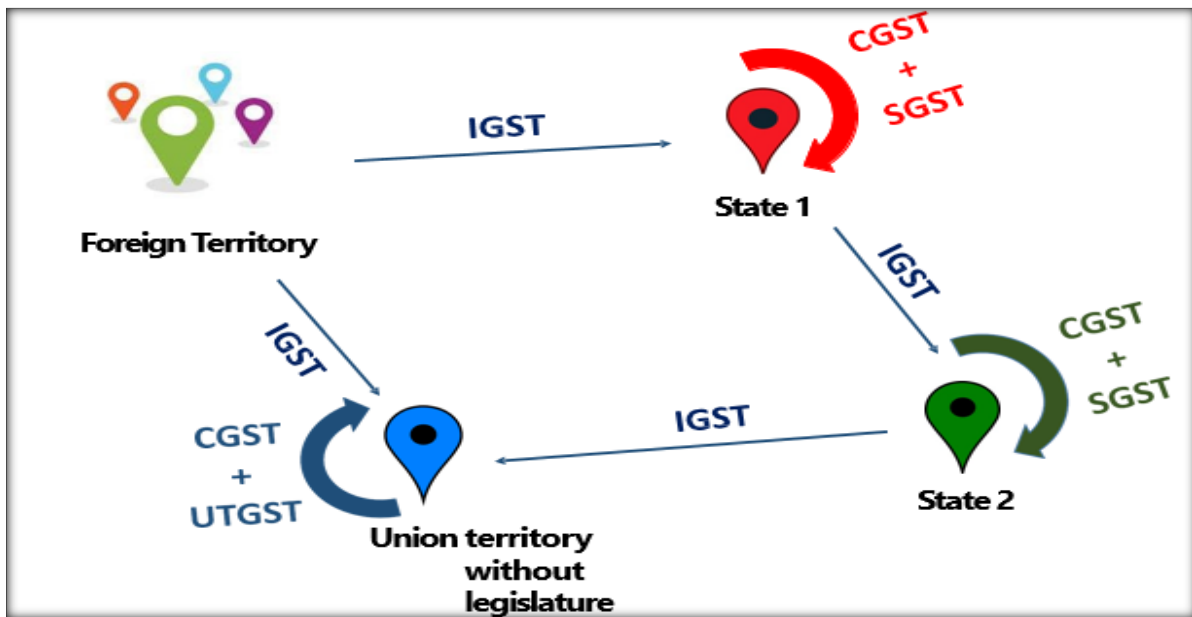 CGST
+
SGST
IGST
State 1
Foreign Territory
IGST
IGST
CGST
+
SGST
CGST
+
UTGST
IGST
State 2
Union territory
without
legislature